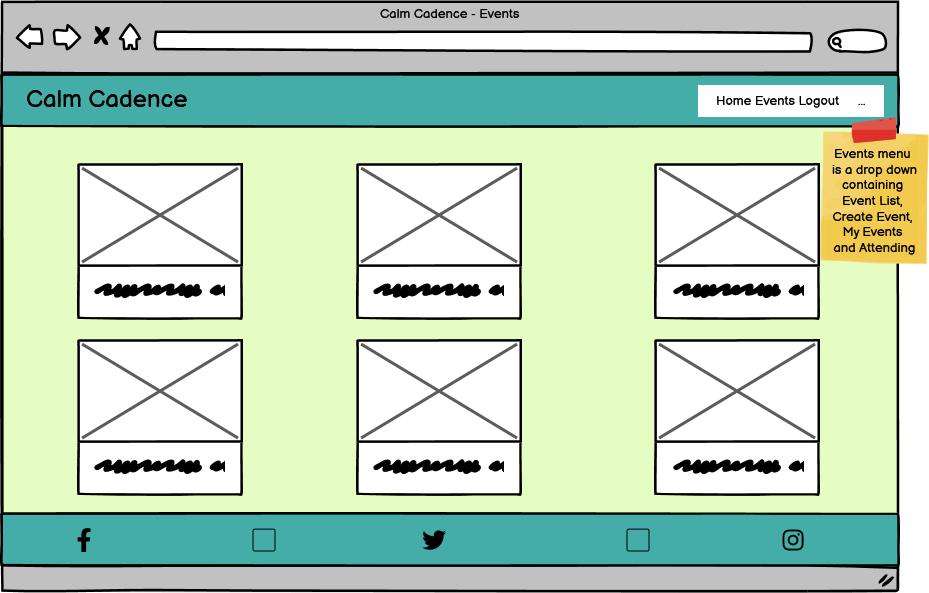 Calm Cadence - Events
Calm Cadence
Home Events Logout ...
Events menu
is a drop down
containing
Event List,
Create Event,
My Events
and Attending